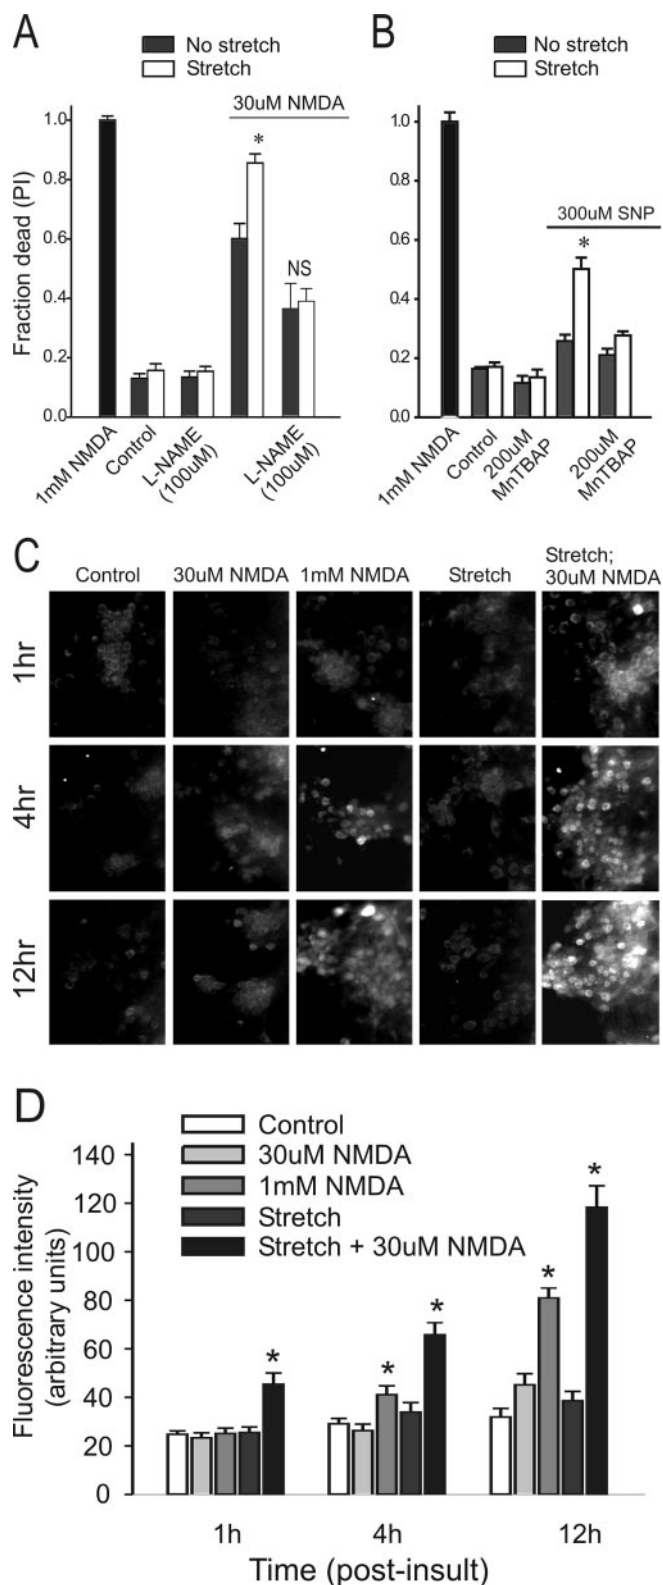 A
No stretch
Stretch
30uM NMDA
*
NS
Fraction dead (PI)
1.0
0.8
0.6
0.4
0.2
0.0
1mM NMDA
Control
L-NAME
(100uM)
L-NAME
(100uM)
B
No stretch
Stretch
300uM SNP
*
1.0
0.8
0.6
0.4
0.2
0.0
1mM NMDA
Control
200uM
MnTBAP
200uM
MnTBAP
C
Control
30uM NMDA
1mM NMDA
Stretch
Stretch;
30uM NMDA
1hr
4hr
12hr
D
Control
30uM NMDA
1mM NMDA
Stretch
Stretch + 30uM NMDA
Fluorescence intensity
(arbitrary units)
140
120
100
80
60
40
20
0
*
*
*
*
*
1h
4h
12h
Time (post-insult)